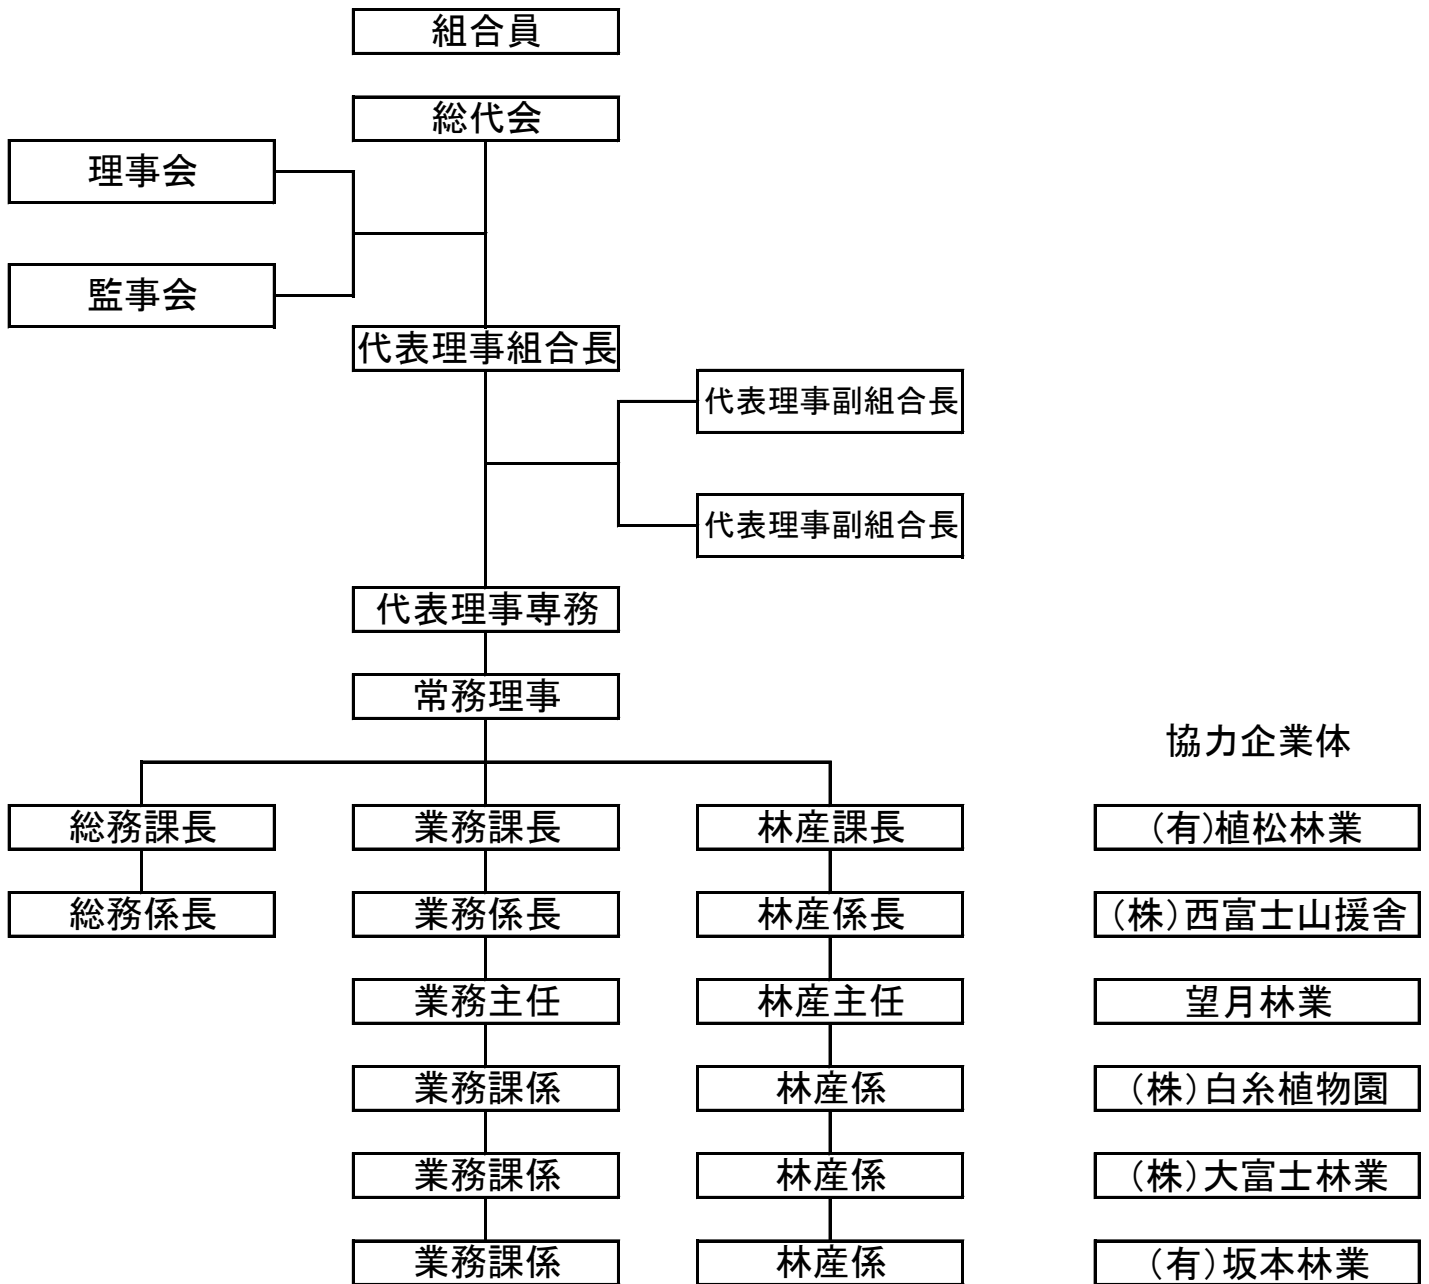 組合員
総代会
理事会
監事会
代表理事組合長
代表理事副組合長
代表理事副組合長
代表理事専務
常務理事
協力企業体
総務課長
業務課長
林産課長
(有)植松林業
総務係長
業務係長
林産係長
(株)西富士山援舎
業務主任
林産主任
望月林業
業務課係
林産係
(株)白糸植物園
業務課係
林産係
(株)大富士林業
業務課係
林産係
(有)坂本林業